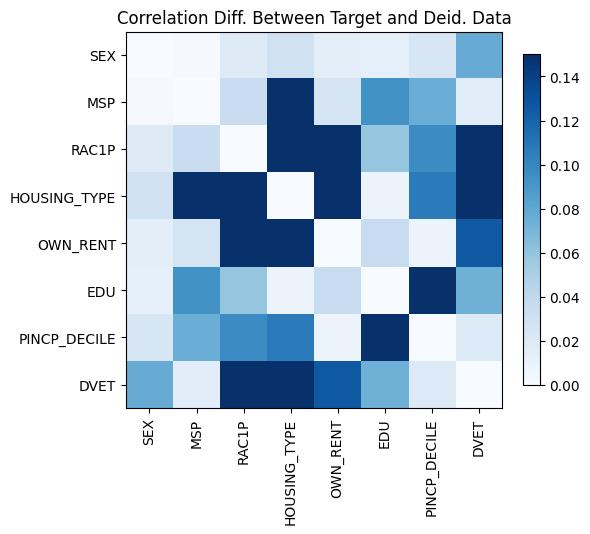 Correlation Diff. Between Target and Deid. Data
SEX
MSP
RAC1P
HOUSING_TYPE
OWN_RENT
EDU
PINCP_DECILE
DVET
SEX
MSP
RAC1P
HOUSING_TYPE
OWN_RENT
EDU
PINCP_DECILE
DVET
0.14
0.12
0.10
0.08
0.06
0.04
0.02
0.00